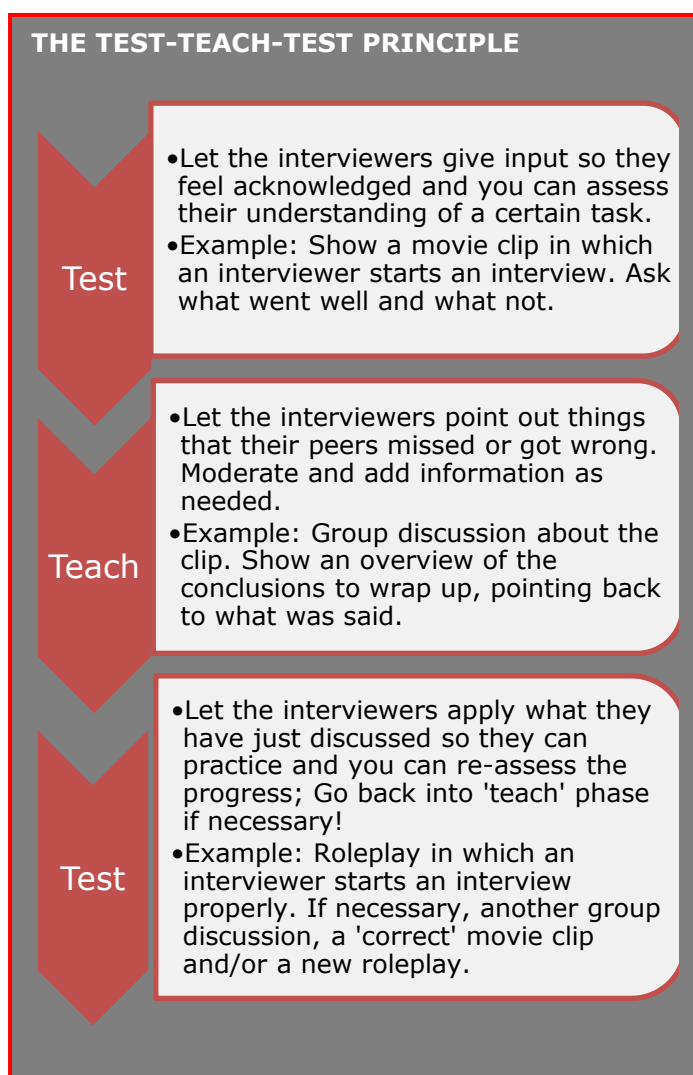 THE TEST-TEACH-TEST PRINCIPLE
Test
•Let the interviewers give input so they
feel acknowledged and you can assess
their understanding of a certain task.
•Example: Show a movie clip in which
an interviewer starts an interview. Ask
what went well and what not.
Teach
•Let the interviewers point out things
that their peers missed or got wrong.
Moderate and add information as
needed.
•Example: Group discussion about the
clip. Show an overview of the
conclusions to wrap up, pointing back
to what was said.
Test
•Let the interviewers apply what they
have just discussed so they can
practice and you can re-assess the
progress; Go back into 'teach' phase
if necessary!
•Example: Roleplay in which an
interviewer starts an interview
properly. If necessary, another group
discussion, a 'correct' movie clip
and/or a new roleplay.